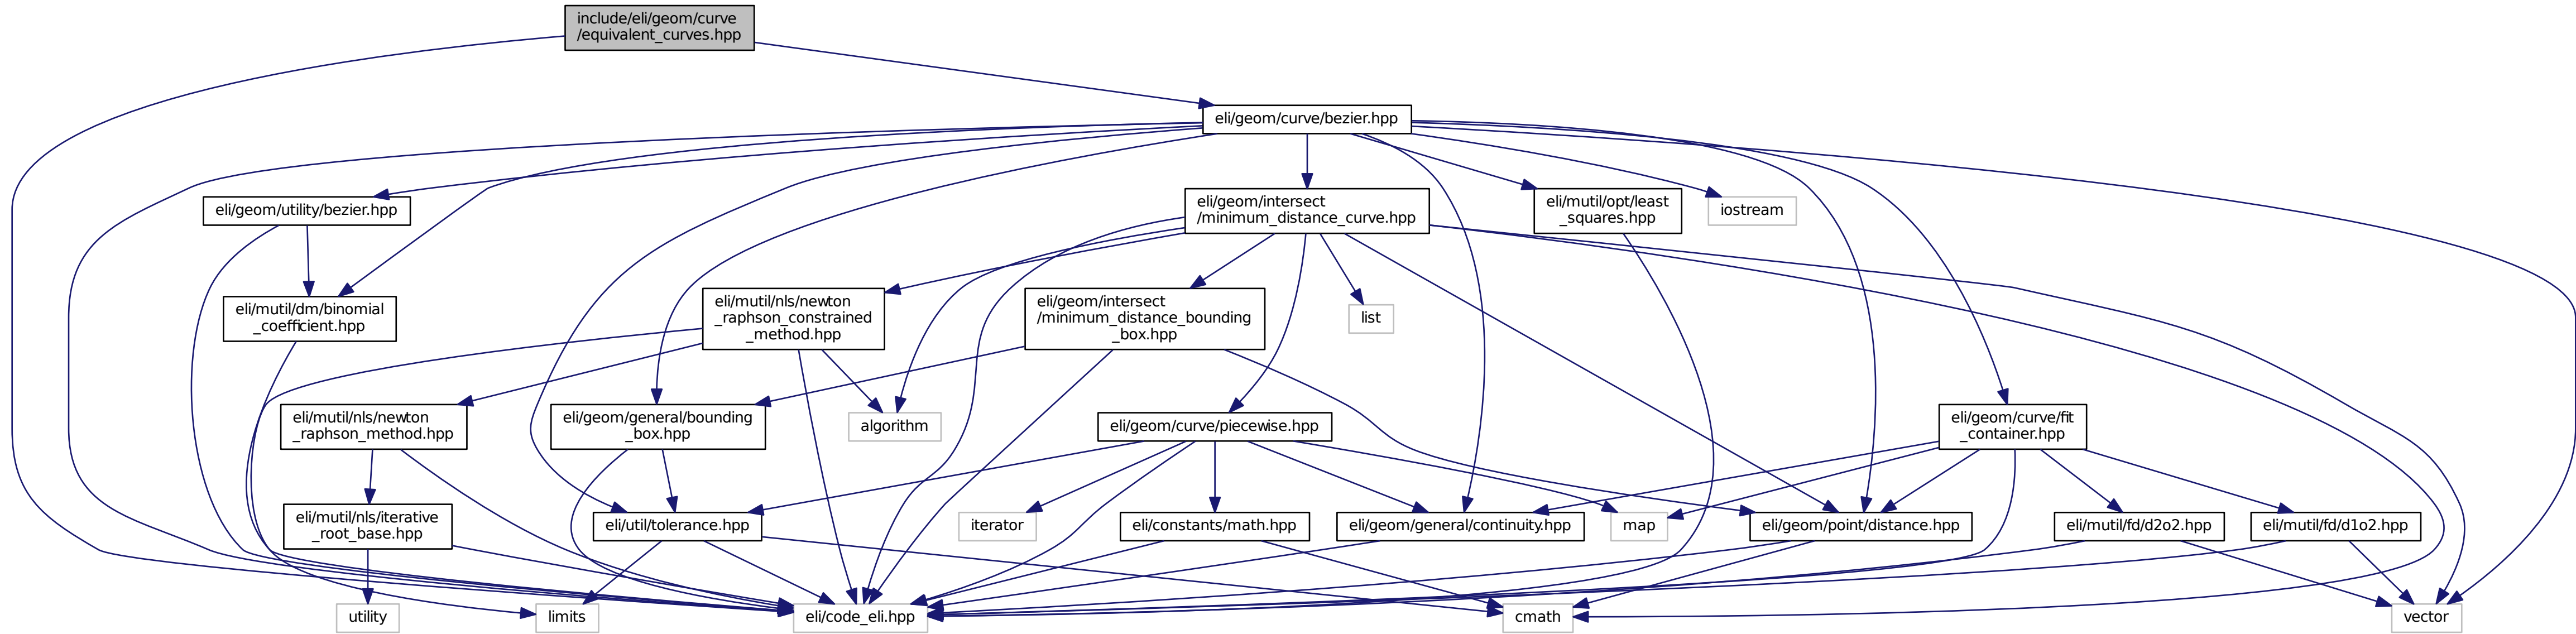 include/eli/geom/curve
/equivalent_curves.hpp
eli/geom/curve/bezier.hpp
eli/geom/utility/bezier.hpp
eli/geom/intersect
/minimum_distance_curve.hpp
eli/mutil/opt/least
_squares.hpp
iostream
eli/mutil/dm/binomial
_coefficient.hpp
eli/mutil/nls/newton
_raphson_constrained
_method.hpp
eli/geom/intersect
/minimum_distance_bounding
_box.hpp
list
eli/mutil/nls/newton
_raphson_method.hpp
eli/geom/general/bounding
_box.hpp
algorithm
eli/geom/curve/piecewise.hpp
eli/geom/curve/fit
_container.hpp
eli/mutil/nls/iterative
_root_base.hpp
eli/util/tolerance.hpp
iterator
eli/constants/math.hpp
eli/geom/general/continuity.hpp
map
eli/geom/point/distance.hpp
eli/mutil/fd/d2o2.hpp
eli/mutil/fd/d1o2.hpp
utility
limits
eli/code_eli.hpp
cmath
vector